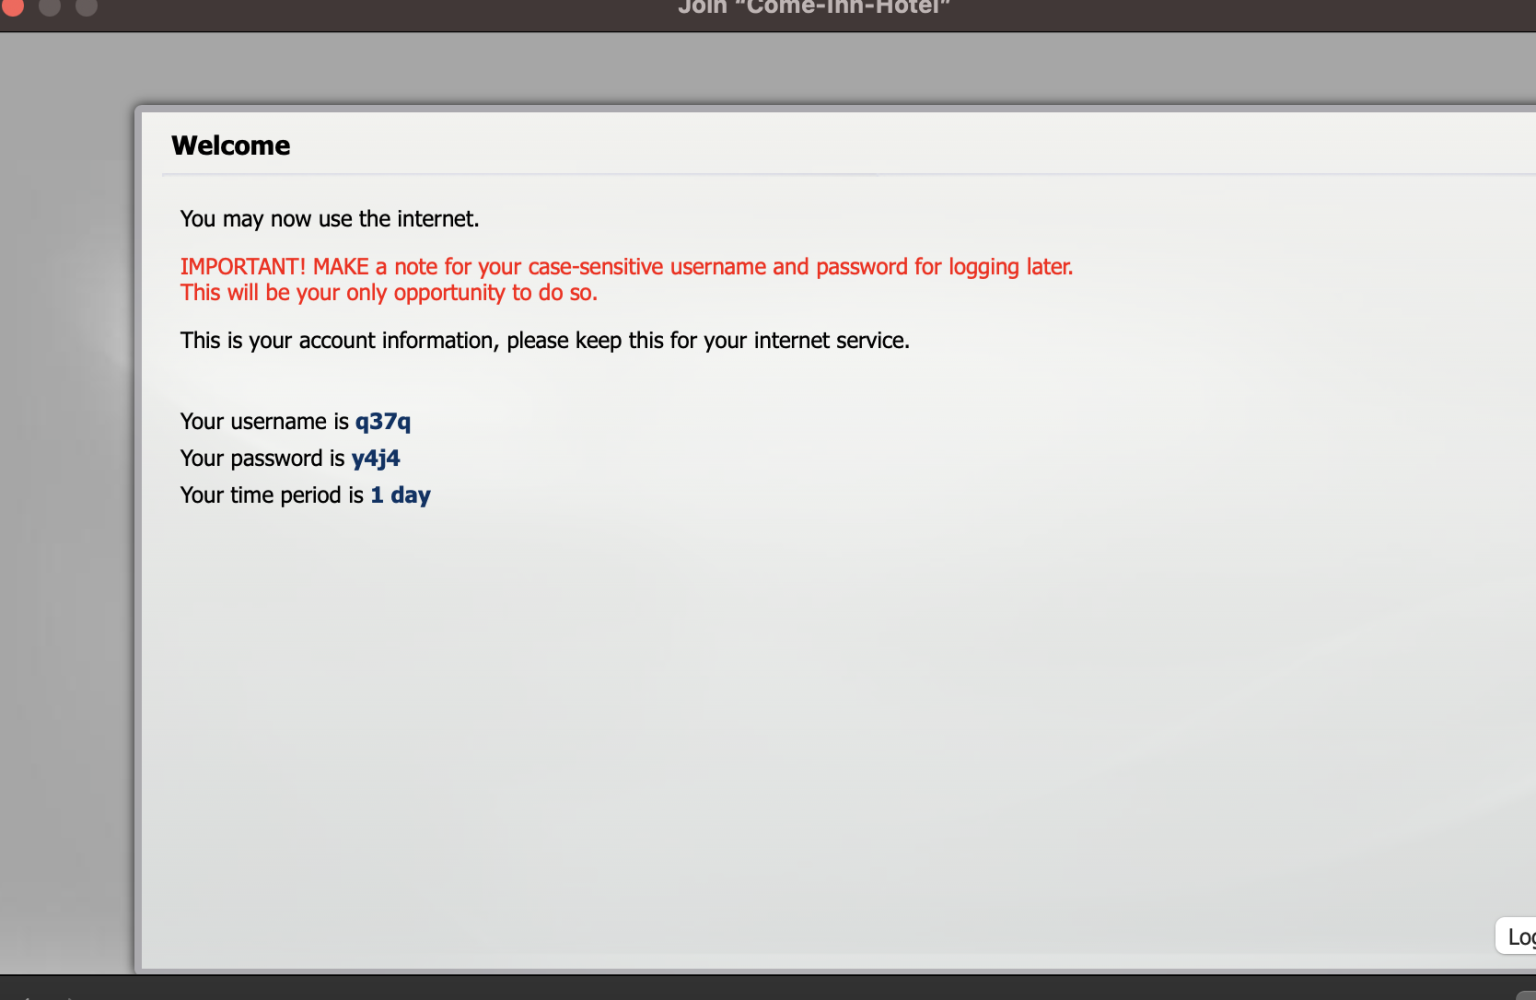 Join “Come-Inn-Hotel”
Welcome
You may now use the internet.
IMPORTANT! MAKE a note for your case-sensitive username and password for logging later.
This will be your only opportunity to do so.
This is your account information, please keep this for your internet service.
Your username is q37q
Your password is y4j4
Your time period is 1 day